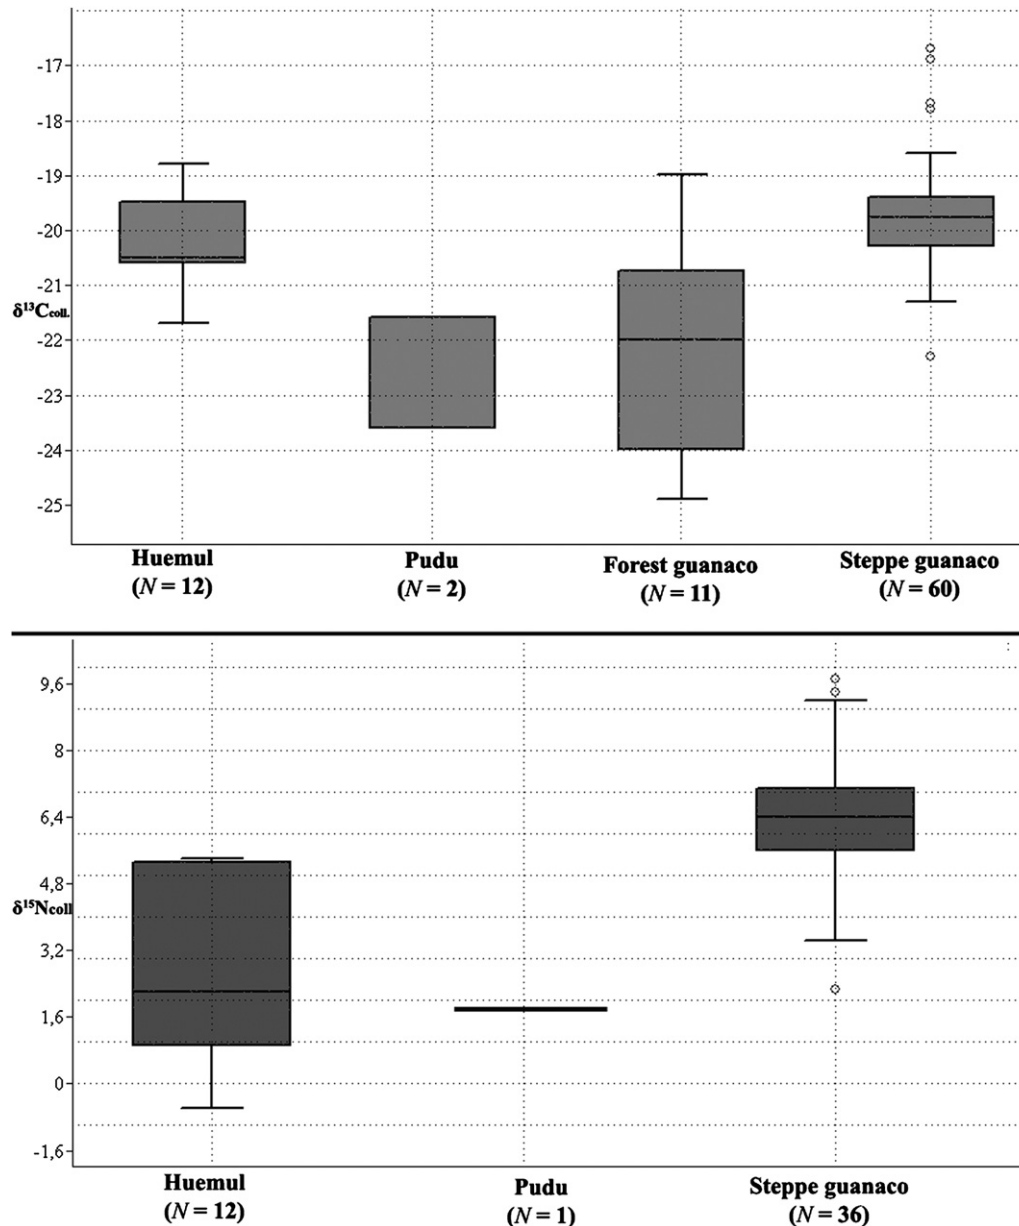 -17
-18
-19
-20
-21
δ¹³Ccoll.
-22
-23
-24
-25
Huemul
(N = 12)
Pudu
(N = 2)
Forest guanaco
(N = 11)
Steppe guanaco
(N = 60)
9,6
8
6,4
4,8
δ¹⁵Ncoll
3,2
1,6
0
-1,6
Huemul
(N = 12)
Pudu
(N = 1)
Steppe guanaco
(N = 36)